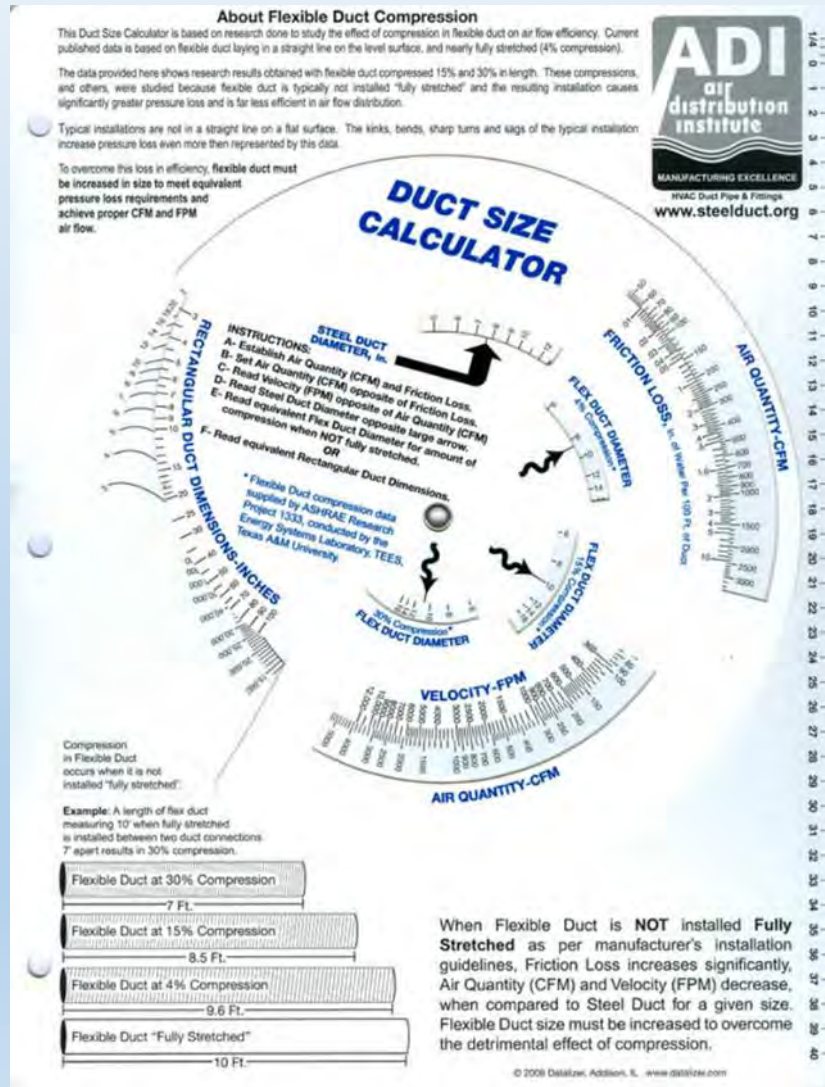 About Flexible Duct Compression
This Duct Size Calculator is based on research done to study the effect of compression in flexible duct on air flow efficiency. Current
published data is based on flexible duct laying in a straight line on the level surface, and nearly fully stretched (4% compression).
The data provided here shows research results obtained with flexible duct compressed 15% and 30% in length. These compressions,
and others, were studied because flexible duct is typically not installed "fully stretched" and the resulting installation causes
significantly greater pressure loss and is far less efficient in air flow distribution.
Typical installations are not in a straight line on a flat surface. The kinks, bends, sharp turns and sags of the typical installation
increase pressure loss even more then represented by this data.
To overcome this loss in efficiency, flexible duct must
be increased in size to meet equivalent
pressure loss requirements and
achieve proper CFM and FPM
air flow.
ADI
air
distribution
institute
MANUFACTURING EXCELLENCE
HVAC Duct Pipe & Fittings
www.steelduct.org
DUCT SIZE
CALCULATOR
STEEL DUCT
DIAMETER, in.
INSTRUCTIONS:
A- Establish Air Quantity (CFM) and Friction Loss.
B- Set Air Quantity (CFM) opposite of Friction Loss.
C- Read Velocity (FPM) opposite of Air Quantity (CFM)
D- Read Steel Duct Diameter opposite large arrow.
E- Read equivalent Flex Duct Diameter for amount of
compression when NOT fully stretched.
OR
F- Read equivalent Rectangular Duct Dimensions.
* Flexible Duct compression data
supplied by ASHRAE Research
Project 1333, conducted by the
Energy Systems Laboratory, TEES,
Texas A&M University.
RECTANGULAR DUCT DIMENSIONS-INCHES
FLEX DUCT DIAMETER
4% Compression*
FRICTION LOSS, in. of Water Per 100 Ft. of Duct
AIR QUANTITY-CFM
FLEX DUCT DIAMETER
15% Compression*
30% Compression*
FLEX DUCT DIAMETER
VELOCITY-FPM
AIR QUANTITY-CFM
Compression
in Flexible Duct
occurs when it is not
installed "fully stretched".
Example: A length of flex duct
measuring 10' when fully stretched
is installed between two duct connections
7' apart results in 30% compression.
Flexible Duct at 30% Compression
7 Ft.
Flexible Duct at 15% Compression
8.5 Ft.
Flexible Duct at 4% Compression
9.6 Ft.
Flexible Duct "Fully Stretched"
10 Ft.
When Flexible Duct is NOT installed Fully
Stretched as per manufacturer's installation
guidelines, Friction Loss increases significantly,
Air Quantity (CFM) and Velocity (FPM) decrease,
when compared to Steel Duct for a given size.
Flexible Duct size must be increased to overcome
the detrimental effect of compression.
© 2008 Datalizer, Addison, IL www.datalizer.com